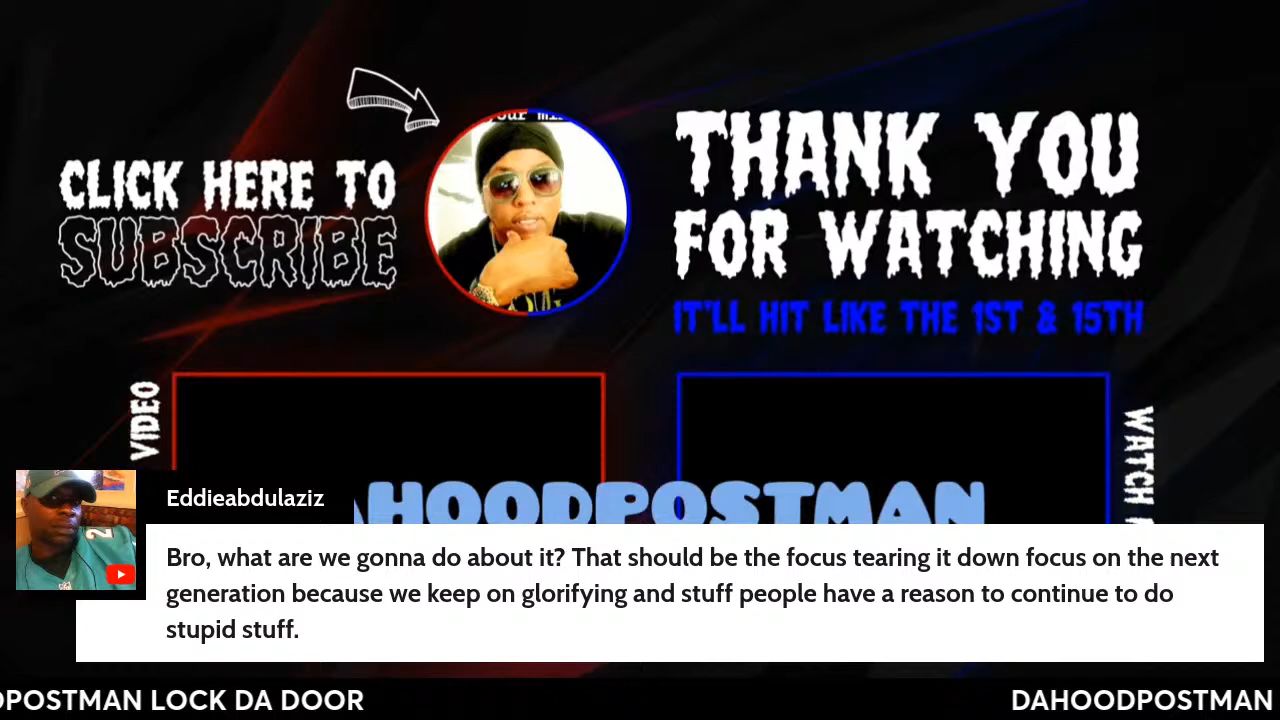 CLICK HERE TO
SUBSCRIBE
THANK YOU
FOR WATCHING
IT'LL HIT LIKE THE 1ST & 15TH
VIDEO
WATCH
AHOODPOSTMAN
Eddieabdulaziz
Bro, what are we gonna do about it? That should be the focus tearing it down focus on the next
generation because we keep on glorifying and stuff people have a reason to continue to do
stupid stuff.
DPOSTMAN LOCK DA DOOR
DAHOODPOSTMAN